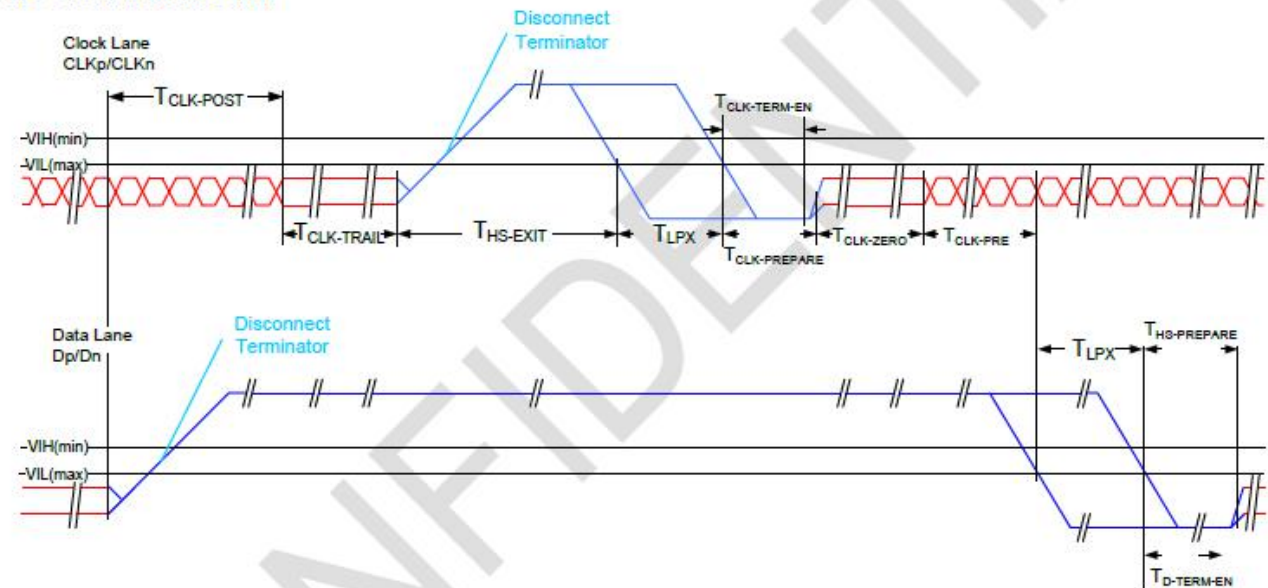 Disconnect
Terminator
Clock Lane
CLKp/CLKn
TCLK-POST
TCLK-TERM-EN
VIH(min)
VIL(max)
TCLK-TRAIL
THS-EXIT
TLPX
TCLK-PREPARE
TCLK-ZERO
TCLK-PRE
Disconnect
Terminator
Data Lane
Dp/Dn
TLPX
THS-PREPARE
VIH(min)
VIL(max)
TD-TERM-EN
NFIDENTI